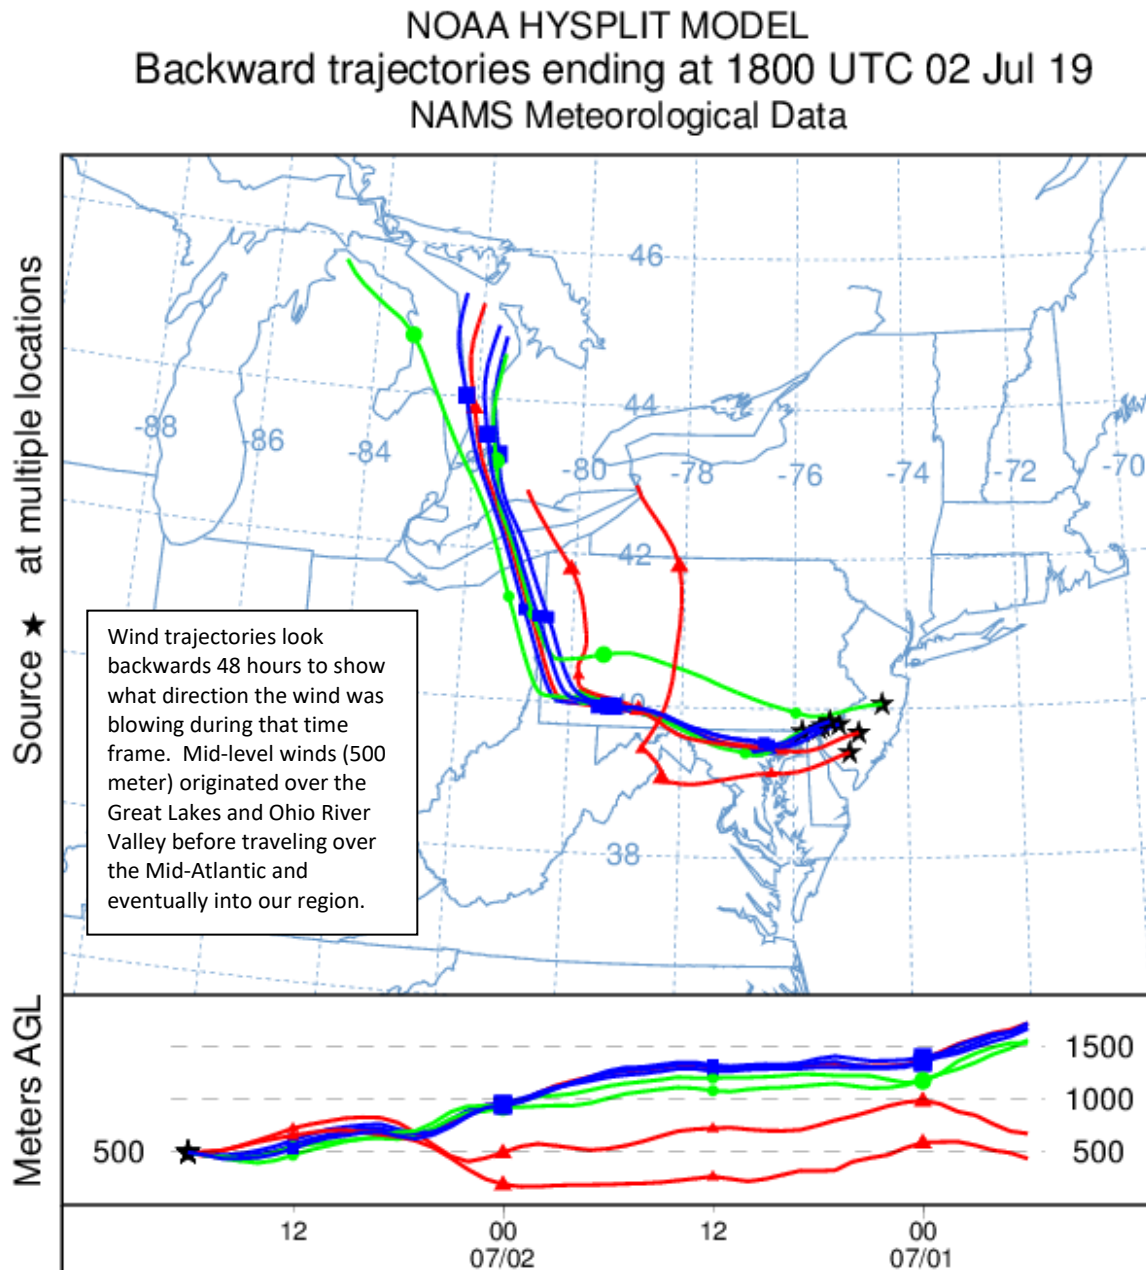 NOAA HYSPLIT MODEL
Backward trajectories ending at 1800 UTC 02 Jul 19
NAMS Meteorological Data
Source ★ at multiple locations
46
44
-88
-86
-84
-80
-78
-76
-74
-72
-70
42
40
38
Wind trajectories look
backwards 48 hours to show
what direction the wind was
blowing during that time
frame. Mid-level winds (500
meter) originated over the
Great Lakes and Ohio River
Valley before traveling over
the Mid-Atlantic and
eventually into our region.
Meters AGL
500
1500
1000
500
12
00
12
00
07/02
07/01